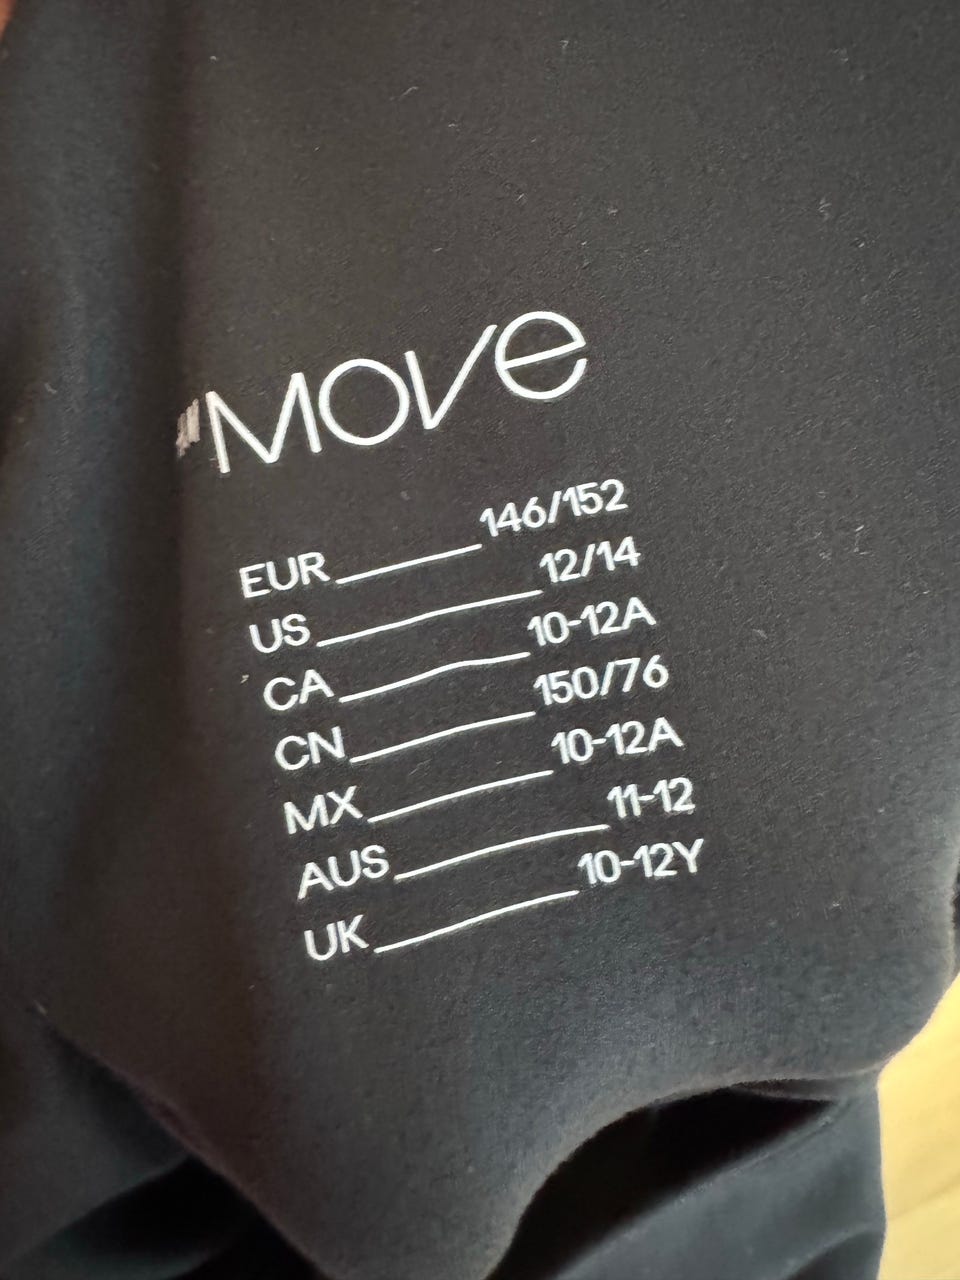 Move
EUR 146/152
US 12/14
CA 10-12A
CN 150/76
MX 10-12A
AUS 11-12
UK 10-12Y